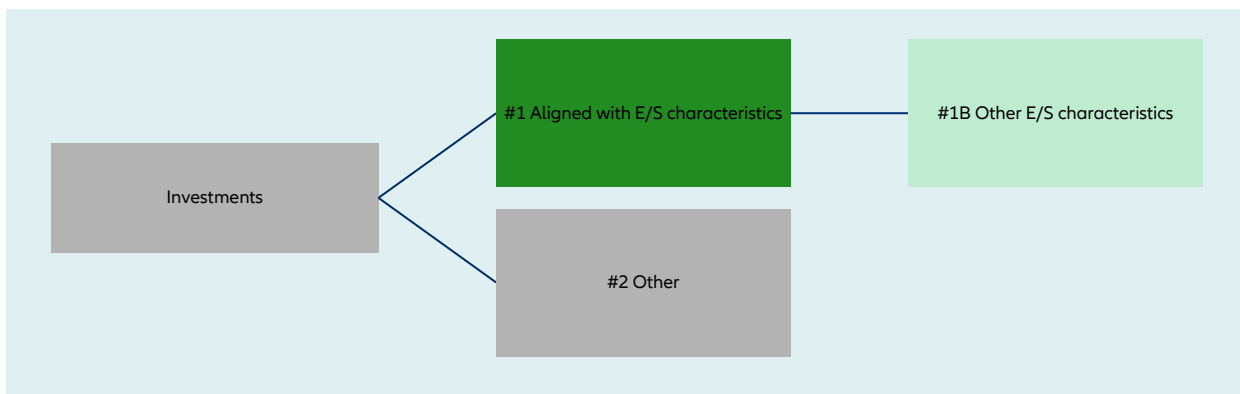 #1 Aligned with E/S characteristics
#1B Other E/S characteristics
Investments
#2 Other